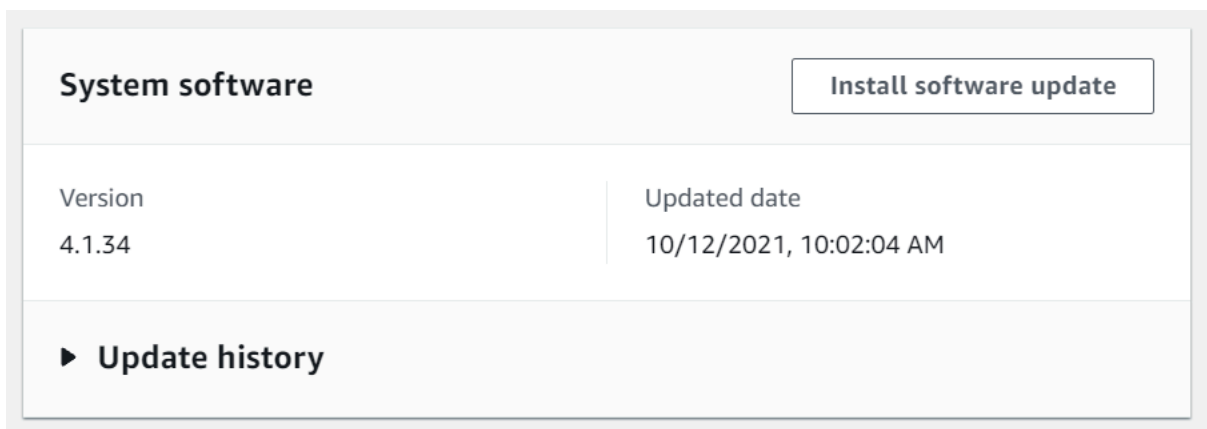 System software
Install software update
Version
Updated date
4.1.34
10/12/2021, 10:02:04 AM
Update history